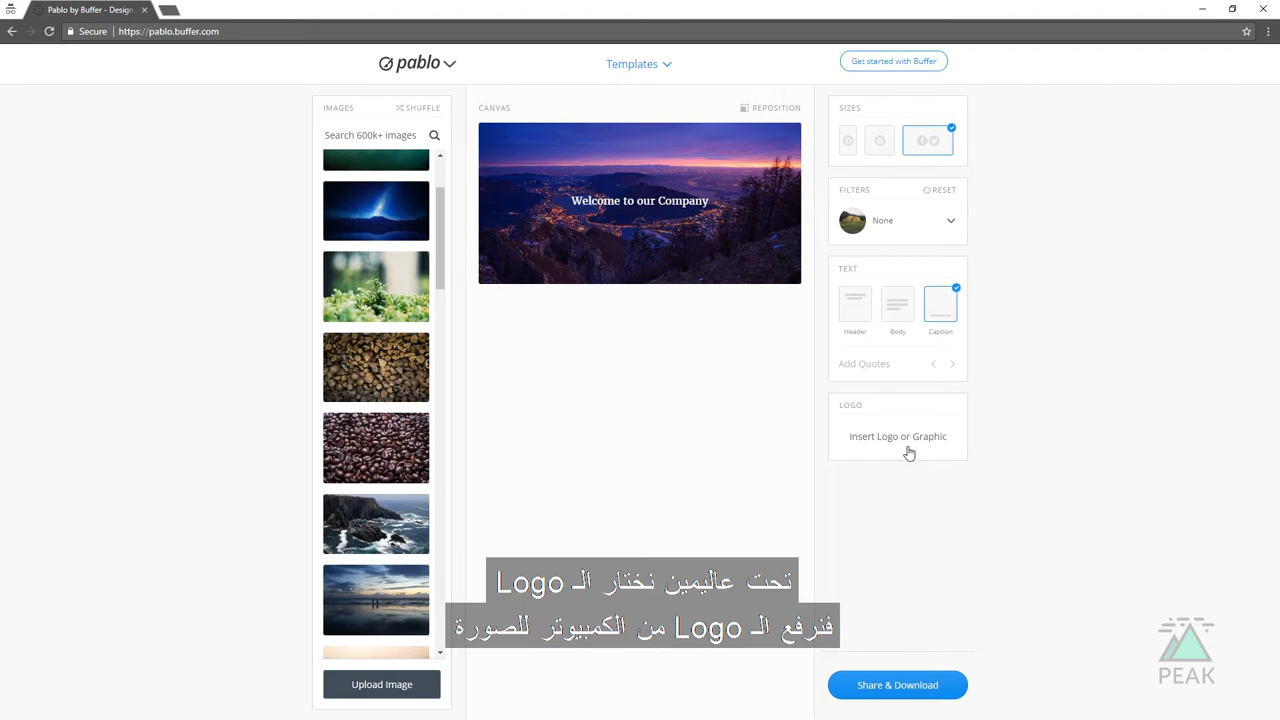 Pablo by Buffer - Design
Secure
https://pablo.buffer.com
pablo
Templates
Get started with Buffer
IMAGES
SHUFFLE
Search 600k+ images
Upload Image
CANVAS
REPOSITION
Welcome to our Company
SIZES
FILTERS
RESET
None
TEXT
Header
Body
Caption
Add Quotes
LOGO
Insert Logo or Graphic
تحت عاليمين نختار الـ Logo
فنرفع الـ Logo من الكمبيوتر للصورة
Share & Download
PEAK